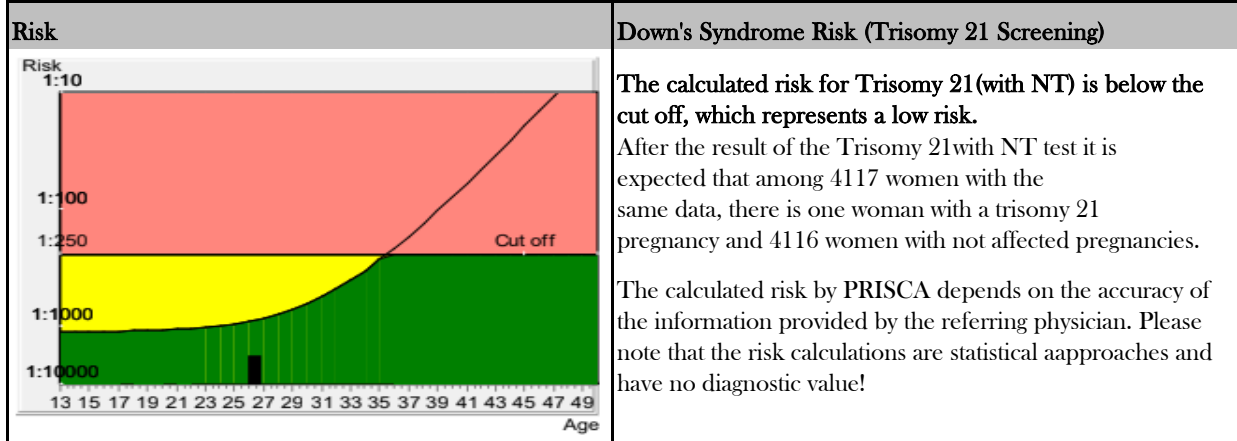 Risk
Down's Syndrome Risk (Trisomy 21 Screening)
Risk
1:10
1:100
1:250
Cut off
1:1000
1:10000
13 15 17 19 21 23 25 27 29 31 33 35 37 39 41 43 45 47 49
Age
The calculated risk for Trisomy 21(with NT) is below the
cut off, which represents a low risk.
After the result of the Trisomy 21with NT test it is
expected that among 4117 women with the
same data, there is one woman with a trisomy 21
pregnancy and 4116 women with not affected pregnancies.
The calculated risk by PRISCA depends on the accuracy of
the information provided by the referring physician. Please
note that the risk calculations are statistical aapproaches and
have no diagnostic value!